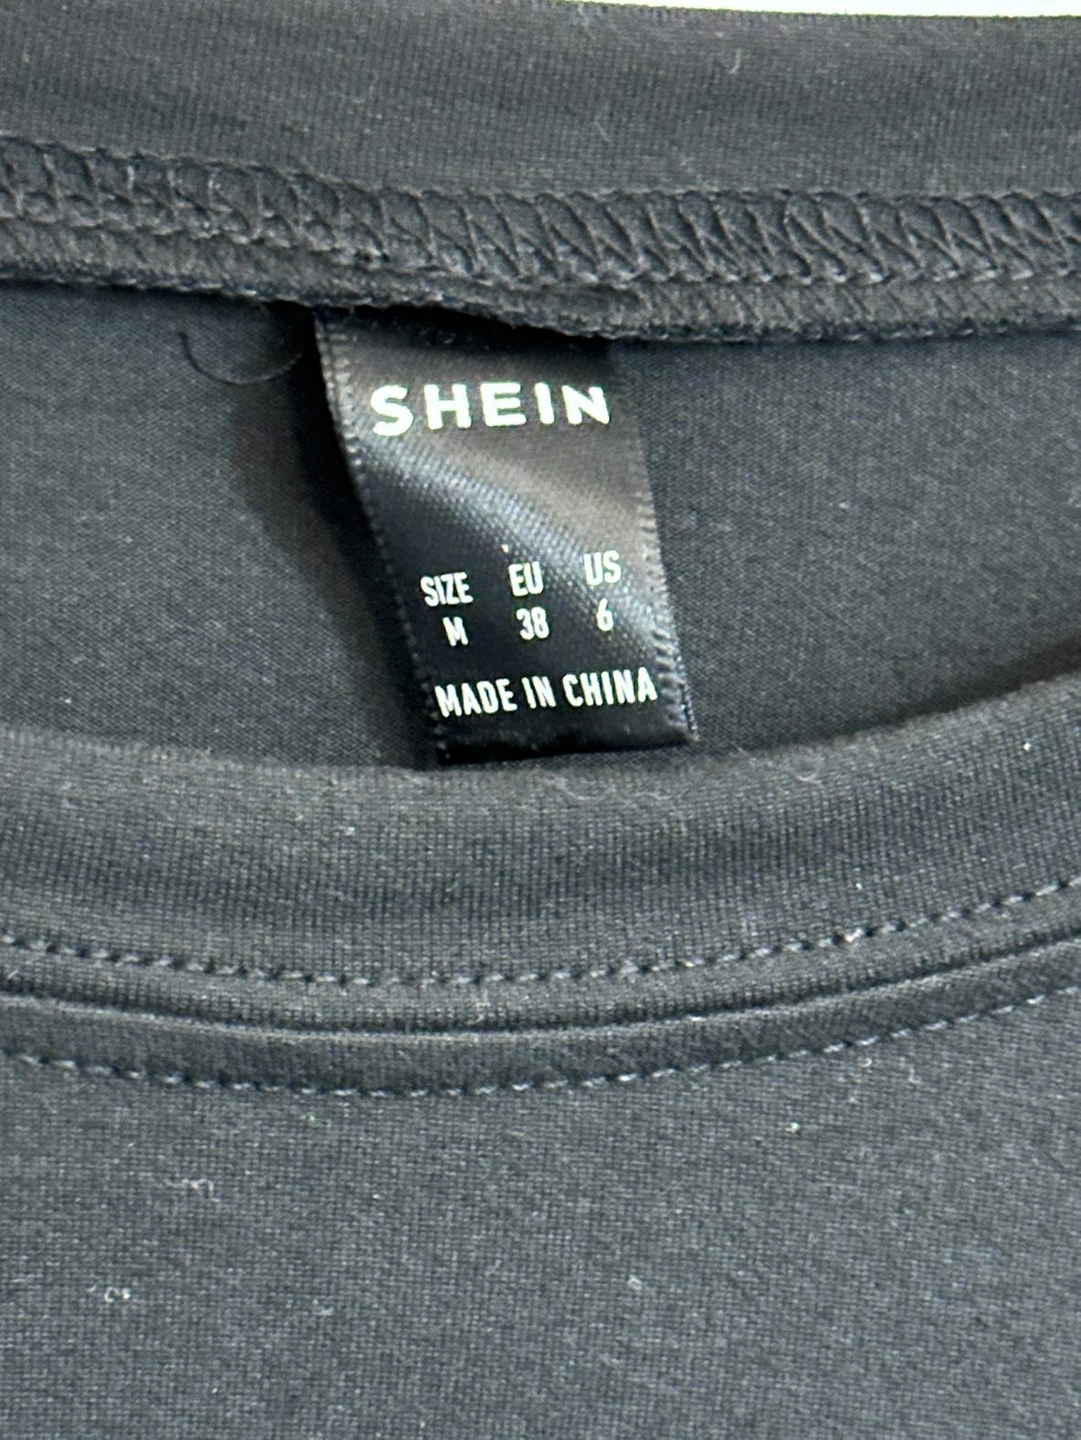 SHEIN
SIZE EU US
M 38 6
MADE IN CHINA